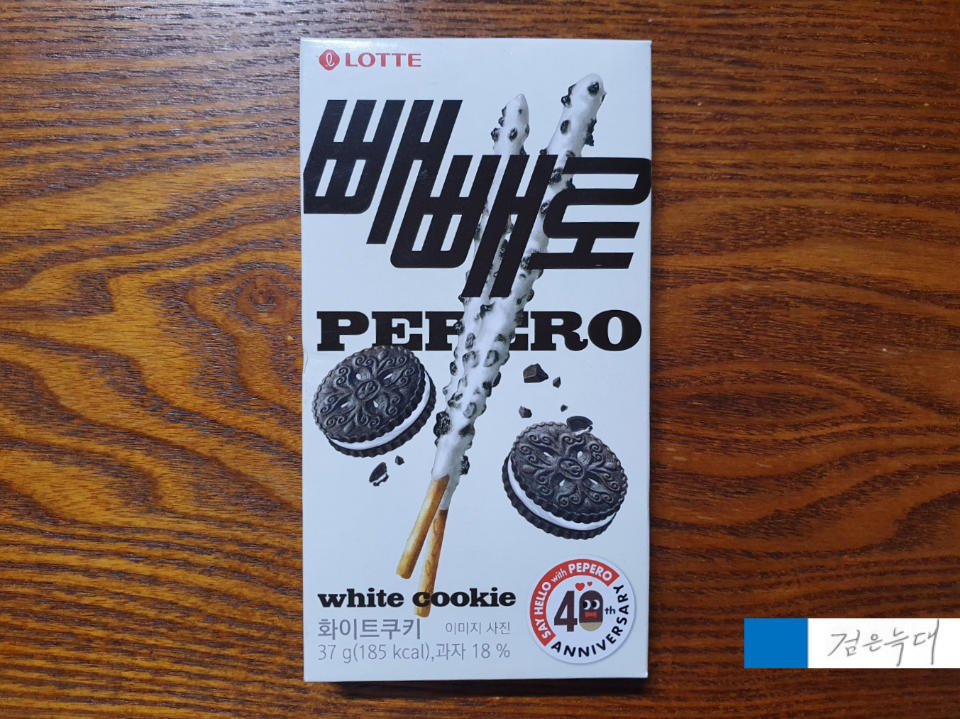 LOTTE
빼빼로
PEPERO
white cookie
화이트쿠키 이미지 사진
37 g(185 kcal),과자 18 %
SAY HELLO with PEPERO
40th
ANNIVERSARY
검은늑대